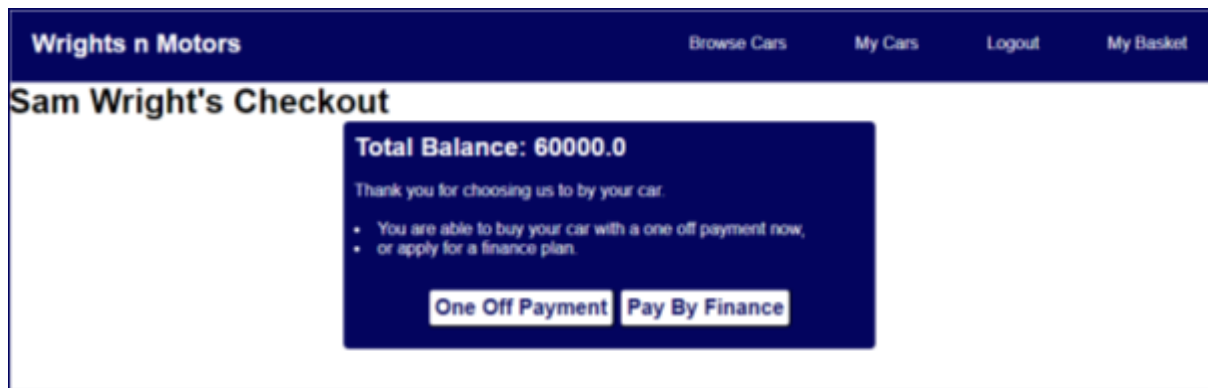 Wrights n Motors Browse Cars My Cars Logout My Basket
Sam Wright's Checkout
Total Balance: 60000.0
Thank you for choosing us to by your car.
• You are able to buy your car with a one off payment now,
• or apply for a finance plan.
One Off Payment Pay By Finance